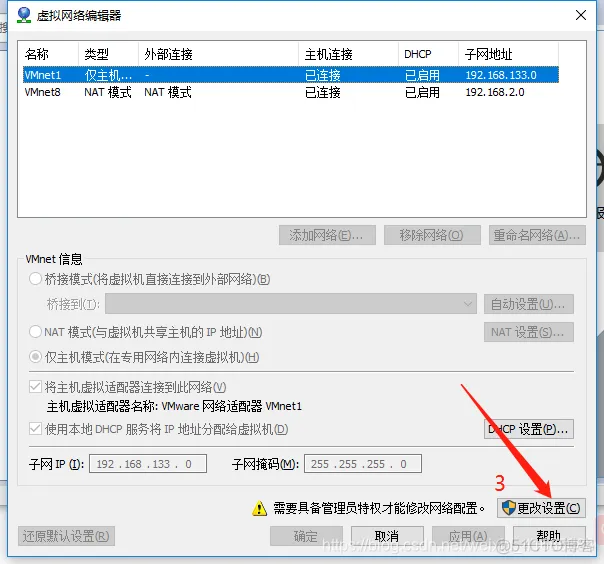 虚拟网络编辑器
名称 类型 外部连接 主机连接 DHCP 子网地址
VMnet1 仅主机... - 已连接 已启用 192.168.133.0
VMnet8 NAT 模式 NAT 模式 已连接 已启用 192.168.2.0
添加网络(E)... 移除网络(O) 重命名网络(A)...
VMnet 信息
桥接模式(将虚拟机直接连接到外部网络)(B)
桥接到(T): 自动设置(U)...
NAT 模式(与虚拟机共享主机的 IP 地址)(N) NAT 设置(S)...
仅主机模式(在专用网络内连接虚拟机)(H)
将主机虚拟适配器连接到此网络(V)
主机虚拟适配器名称: VMware 网络适配器 VMnet1
使用本地 DHCP 服务将 IP 地址分配给虚拟机(D) DHCP 设置(P)...
子网 IP (I): 192 .168 .133 . 0 子网掩码(M): 255 .255 .255 . 0
3
需要具备管理员特权才能修改网络配置。 更改设置(C)
还原默认设置(R) 确定 取消 应用(A) 帮助
@51CTO博客